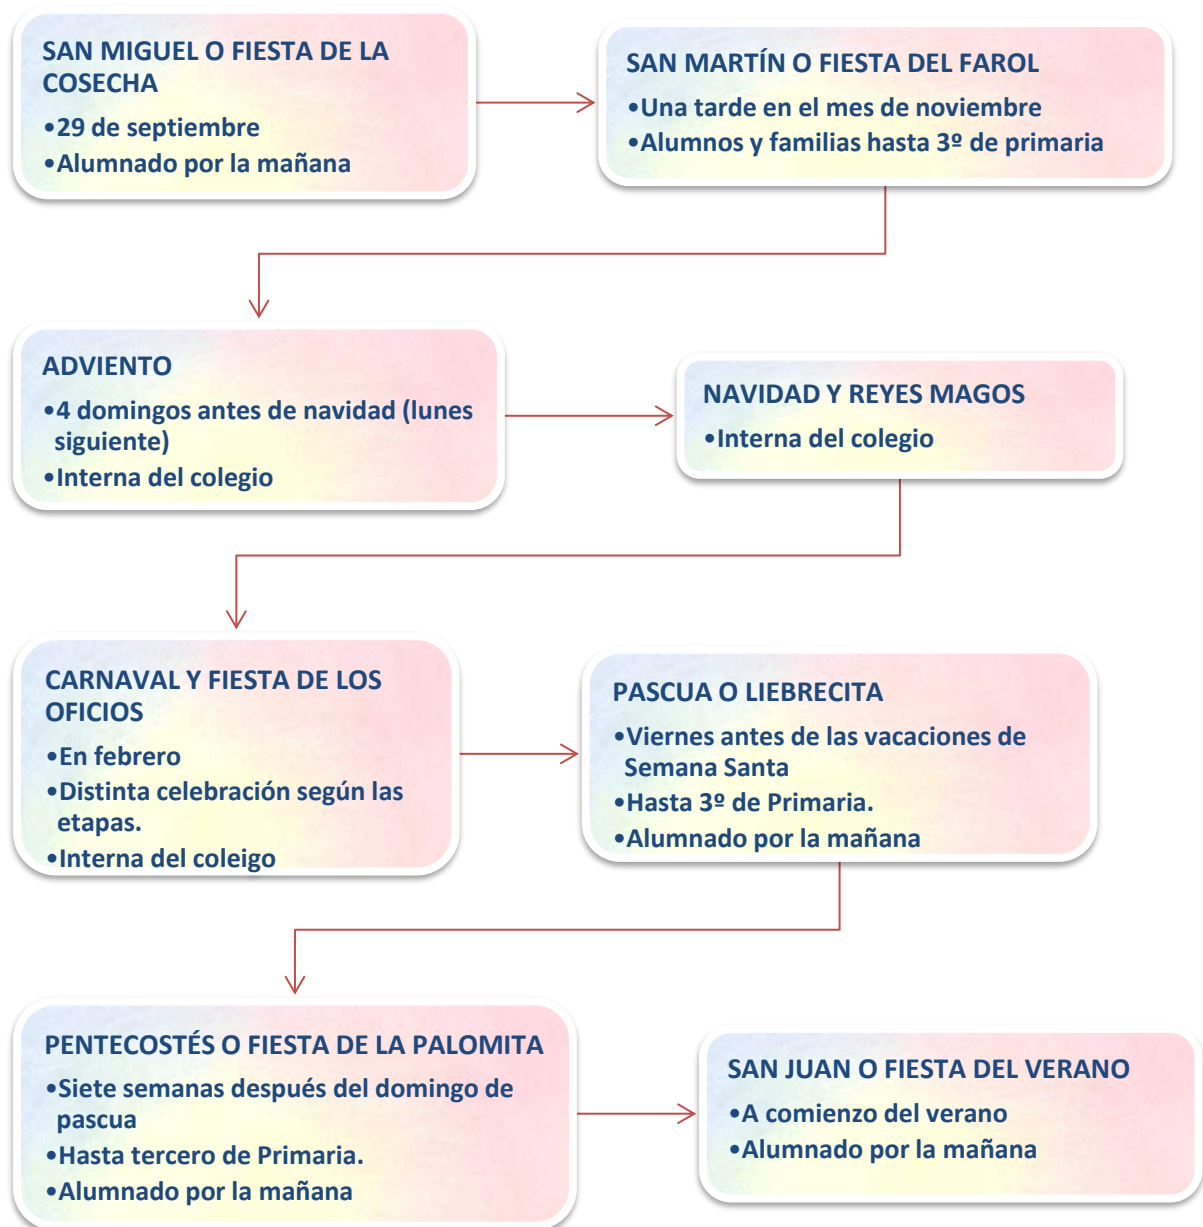 SAN MIGUEL O FIESTA DE LA
COSECHA
•29 de septiembre
•Alumnado por la mañana
SAN MARTÍN O FIESTA DEL FAROL
•Una tarde en el mes de noviembre
•Alumnos y familias hasta 3º de primaria
ADVIENTO
•4 domingos antes de navidad (lunes
siguiente)
•Interna del colegio
NAVIDAD Y REYES MAGOS
•Interna del colegio
CARNAVAL Y FIESTA DE LOS
OFICIOS
•En febrero
•Distinta celebración según las
etapas.
•Interna del coleigo
PASCUA O LIEBRECITA
•Viernes antes de las vacaciones de
Semana Santa
•Hasta 3º de Primaria.
•Alumnado por la mañana
PENTECOSTÉS O FIESTA DE LA PALOMITA
•Siete semanas después del domingo de
pascua
•Hasta tercero de Primaria.
•Alumnado por la mañana
SAN JUAN O FIESTA DEL VERANO
•A comienzo del verano
•Alumnado por la mañana